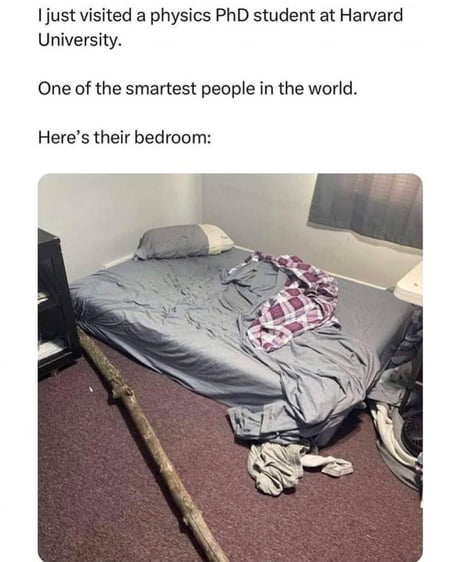 I just visited a physics PhD student at Harvard
University.
One of the smartest people in the world.
Here's their bedroom: